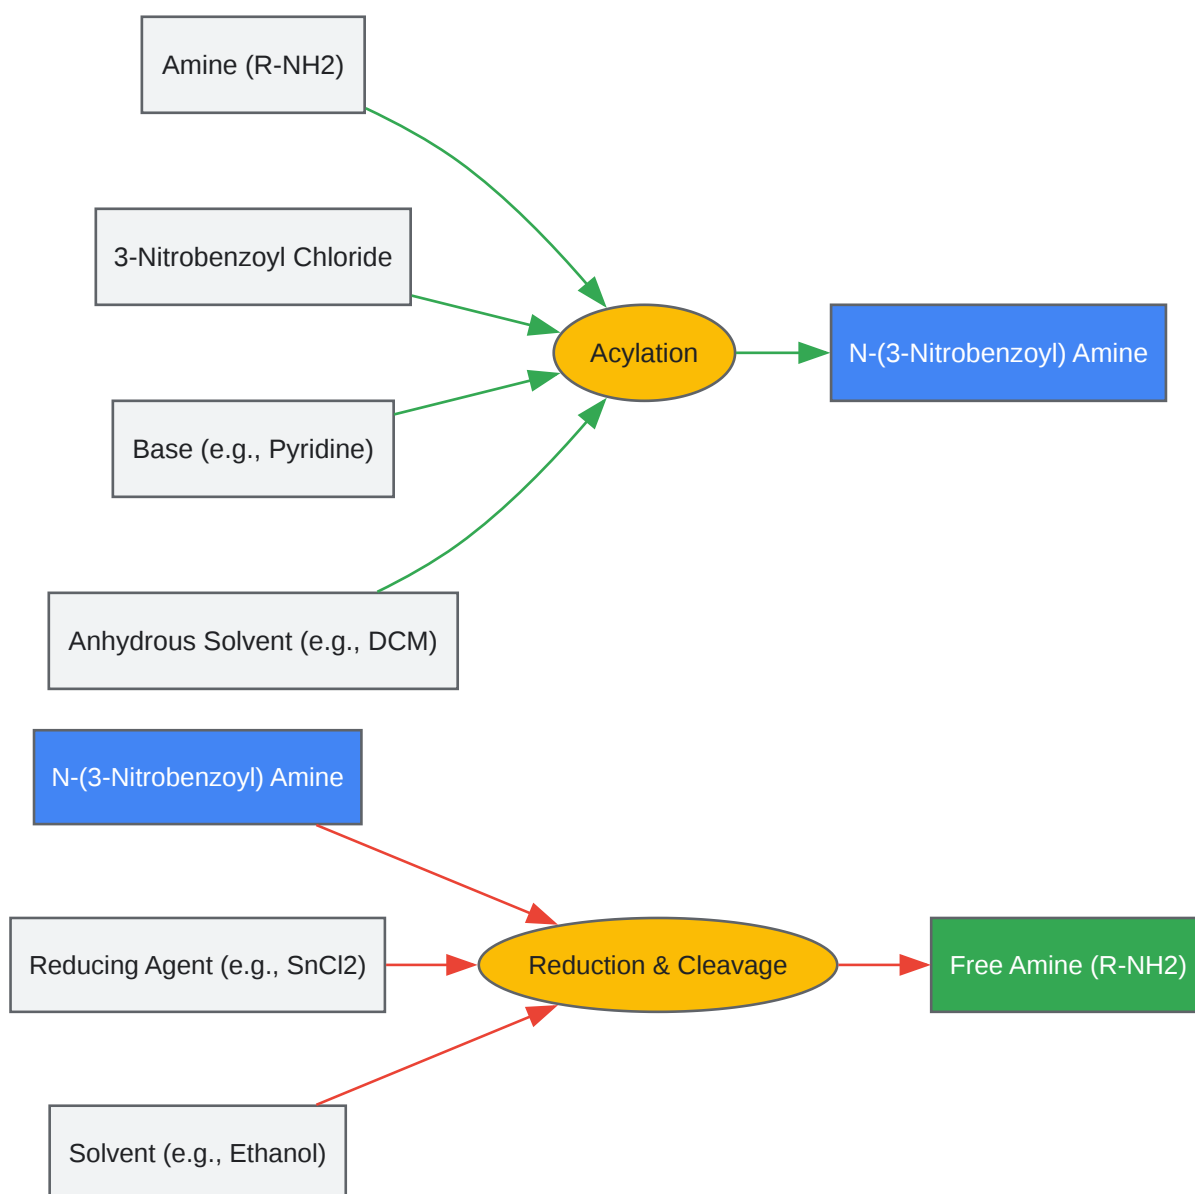 Amine (R-NH2)
3-Nitrobenzoyl Chloride
Acylation
N-(3-Nitrobenzoyl) Amine
Base (e.g., Pyridine)
Anhydrous Solvent (e.g., DCM)
N-(3-Nitrobenzoyl) Amine
Reducing Agent (e.g., SnCl2)
Reduction & Cleavage
Free Amine (R-NH2)
Solvent (e.g., Ethanol)